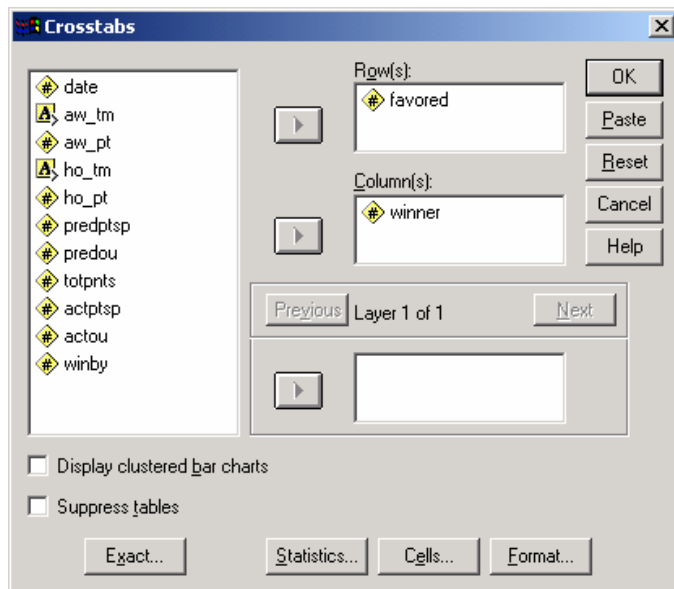 Crosstabs
date
aw_tm
aw_pt
ho_tm
ho_pt
predptsp
predou
totpnts
actptsp
actou
winby
Row(s):
favored
Column(s):
winner
Previous Layer 1 of 1 Next
OK
Paste
Reset
Cancel
Help
Display clustered bar charts
Suppress tables
Exact... Statistics... Cells... Format...